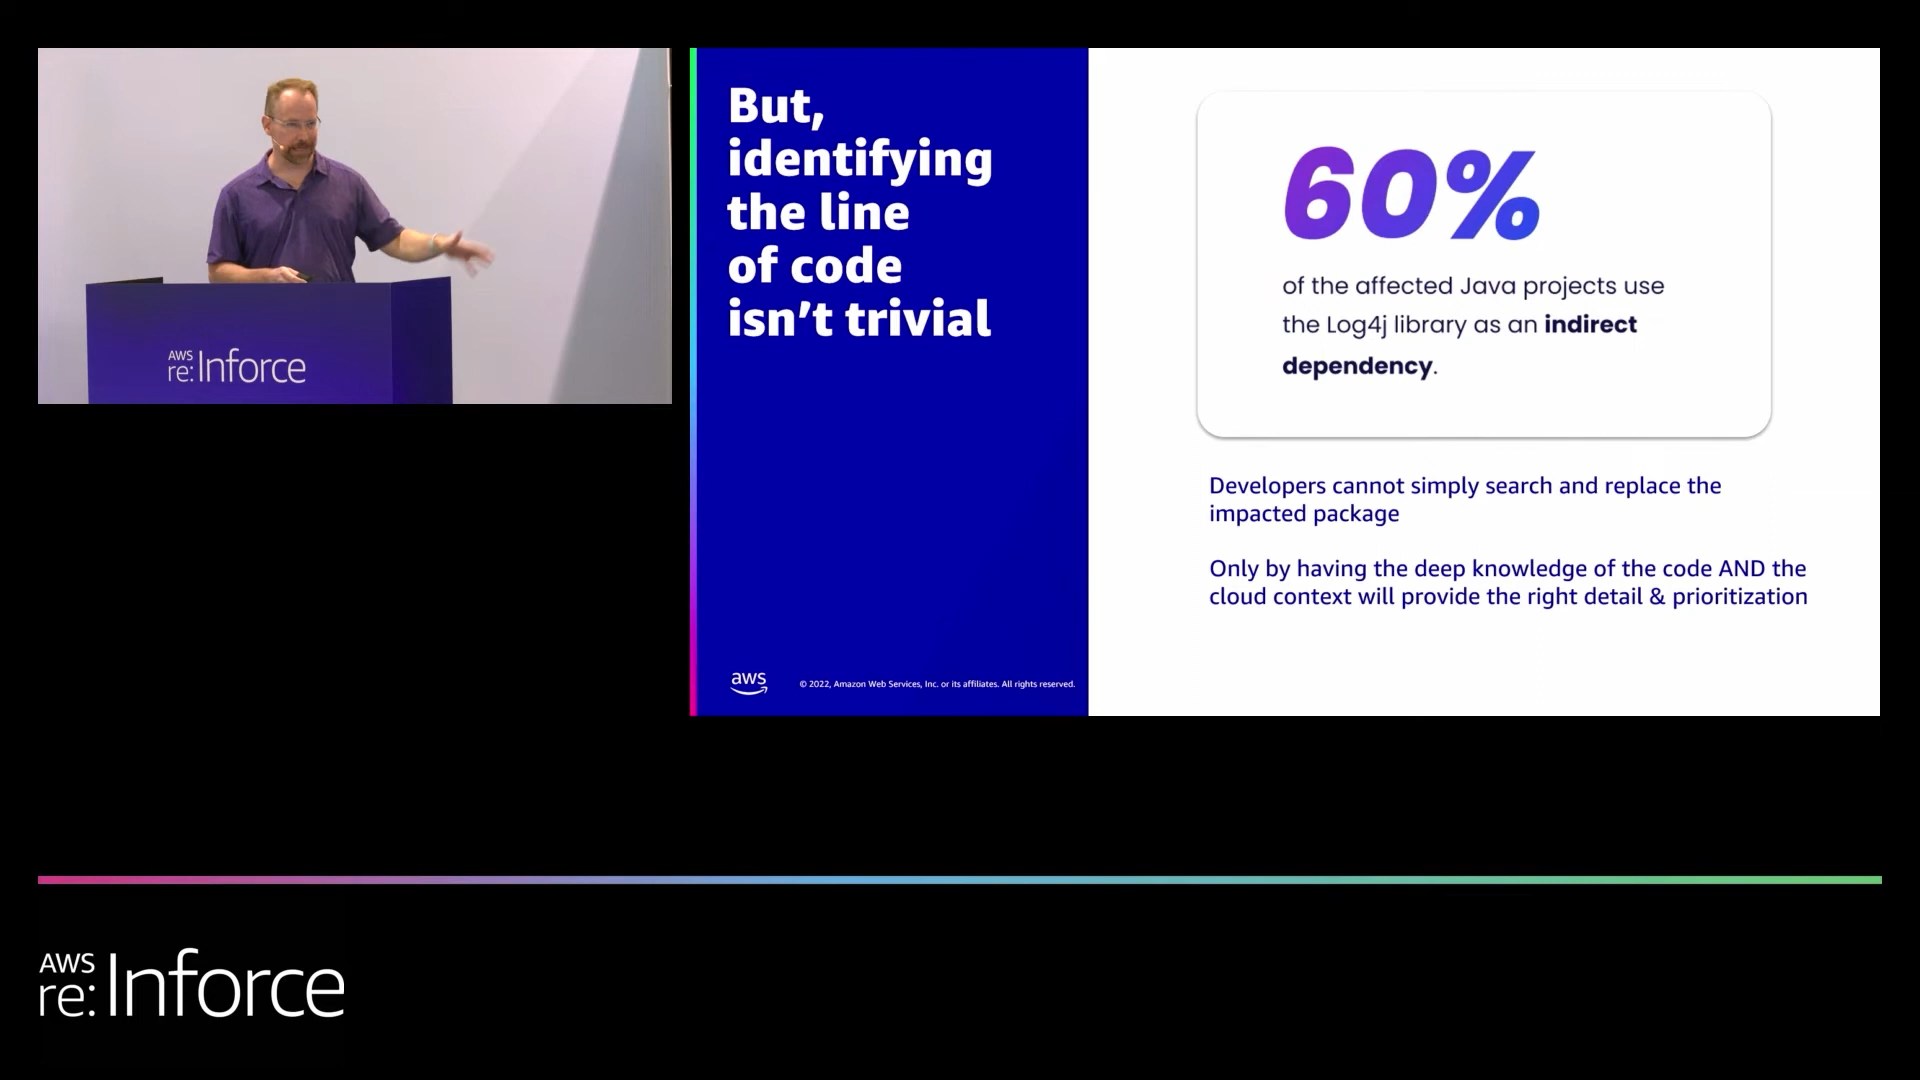 AWS
re:Inforce
But,
identifying
the line
of code
isn’t trivial
aws
© 2022, Amazon Web Services, Inc. or its affiliates. All rights reserved.
60%
of the affected Java projects use
the Log4j library as an indirect
dependency.
Developers cannot simply search and replace the
impacted package
Only by having the deep knowledge of the code AND the
cloud context will provide the right detail & prioritization
AWS
re:Inforce